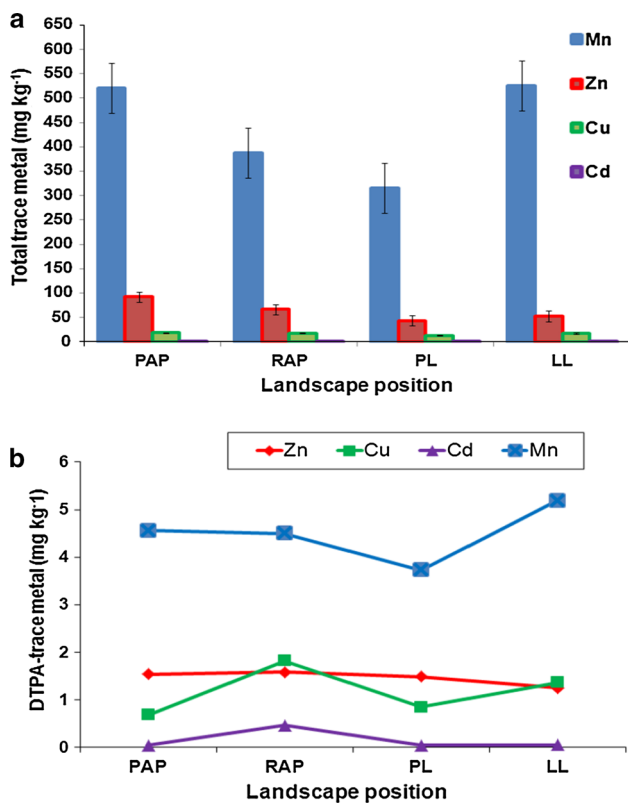 a
Total trace metal (mg kg-1)
650
600
550
500
450
400
350
300
250
200
150
100
50
0
Mn
Zn
Cu
Cd
PAP RAP PL LL
Landscape position
b
Zn Cu Cd Mn
DTPA-trace metal (mg kg-1)
6
5
4
3
2
1
0
PAP RAP PL LL
Landscape position